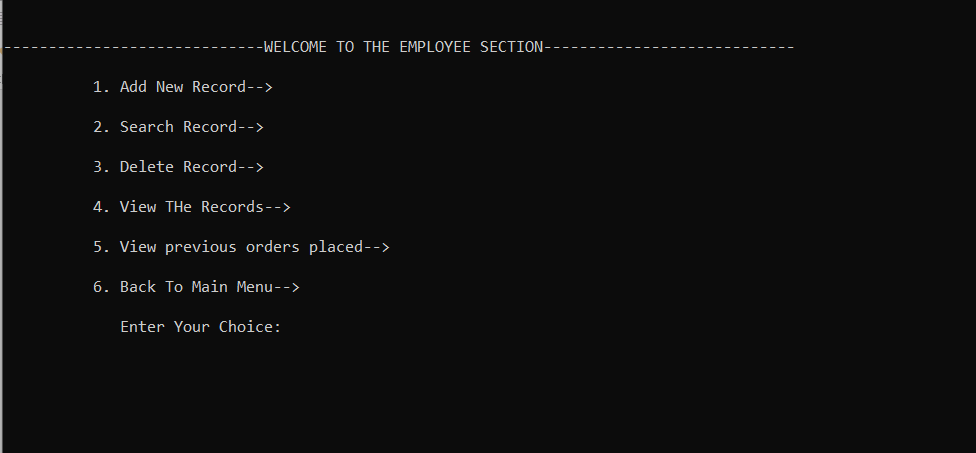 -----------------------------WELCOME TO THE EMPLOYEE SECTION----------------------------
1. Add New Record-->
2. Search Record-->
3. Delete Record-->
4. View THe Records-->
5. View previous orders placed-->
6. Back To Main Menu-->
Enter Your Choice: